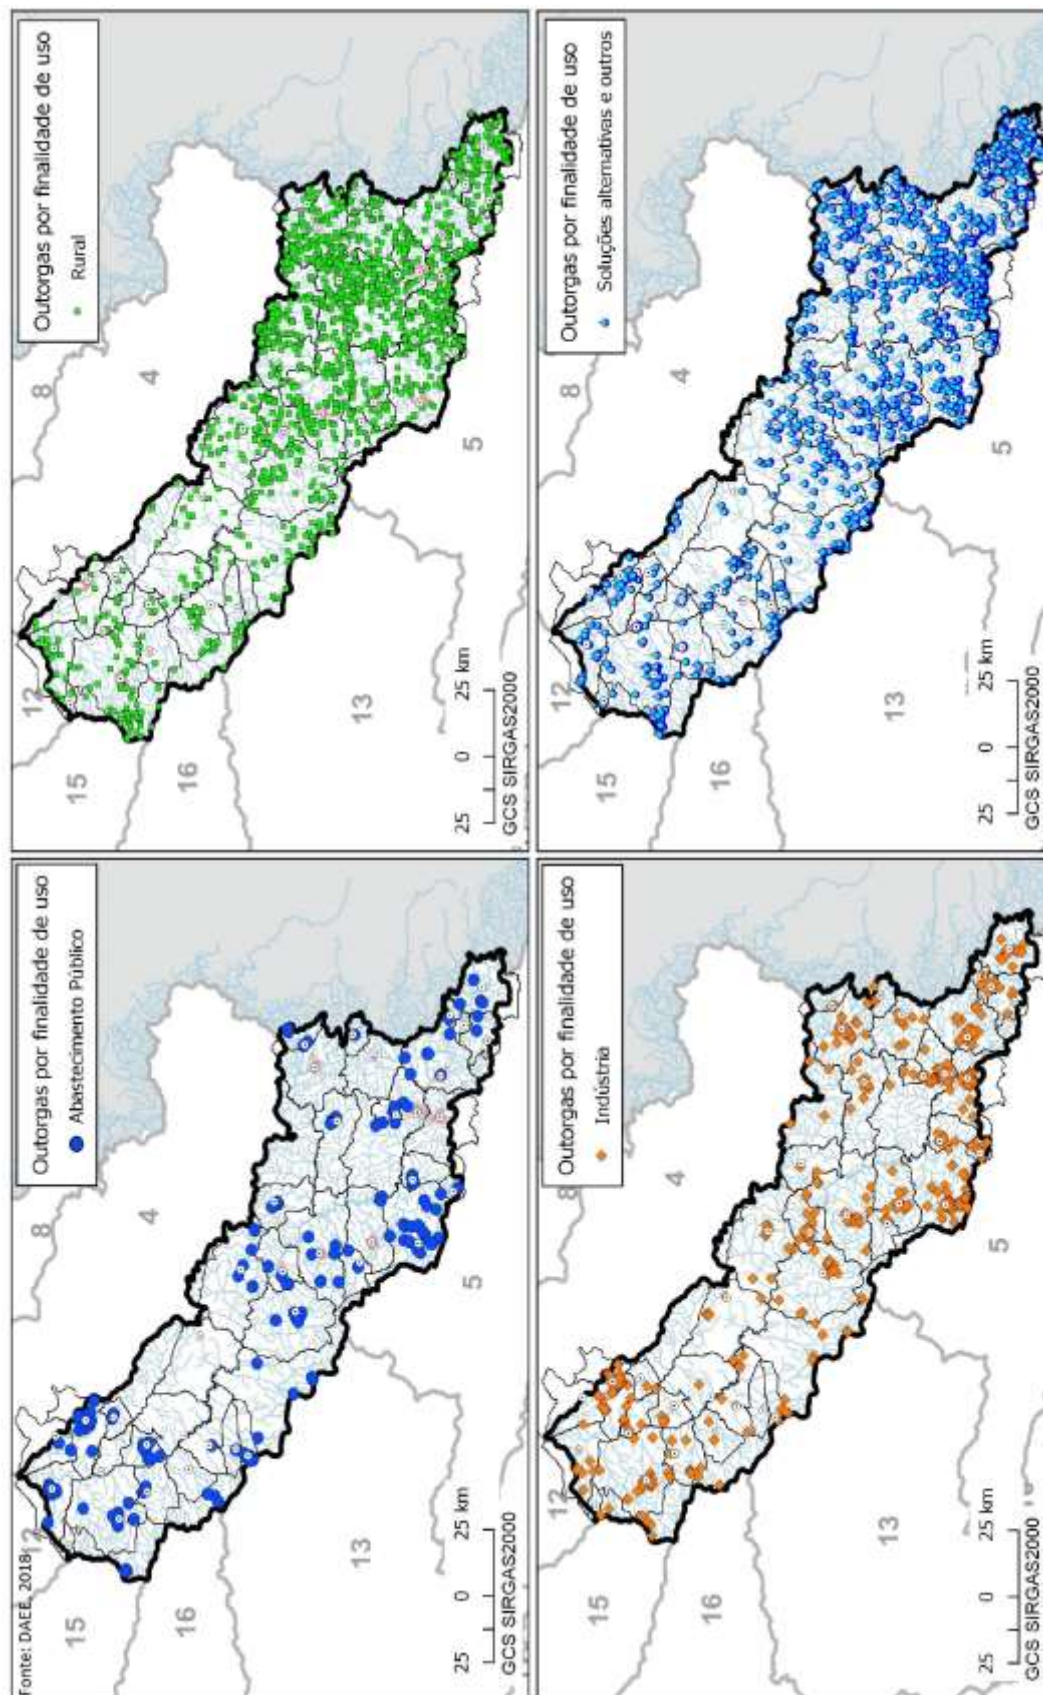 Fonte: DAEE, 2018
Outorgas por finalidade de uso
Abastecimento Público
8
4
12
15
16
13
5
25 0 25 km
GCS SIRGAS2000
Outorgas por finalidade de uso
Rural
8
4
12
15
16
13
5
25 0 25 km
GCS SIRGAS2000
Outorgas por finalidade de uso
Indústria
8
4
12
15
16
13
5
25 0 25 km
GCS SIRGAS2000
Outorgas por finalidade de uso
Soluções alternativas e outros
8
4
12
15
16
13
5
25 0 25 km
GCS SIRGAS2000